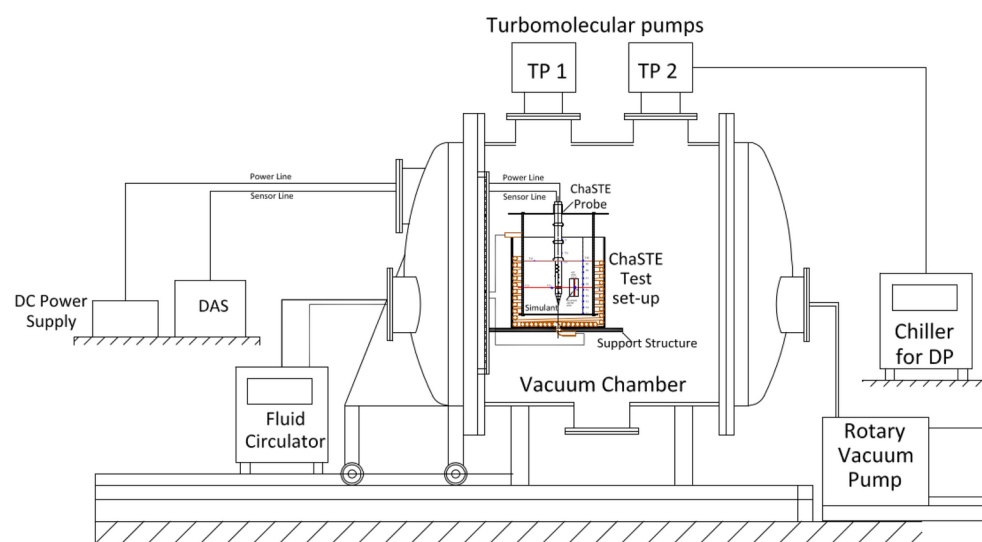 Turbomolecular pumps
TP 1
TP 2
Power Line
Sensor Line
Power Line
Sensor Line
ChaSTE
Probe
ChaSTE
Test
set-up
Simulant
Support Structure
DC Power
Supply
DAS
Vacuum Chamber
Fluid
Circulator
Chiller
for DP
Rotary
Vacuum
Pump